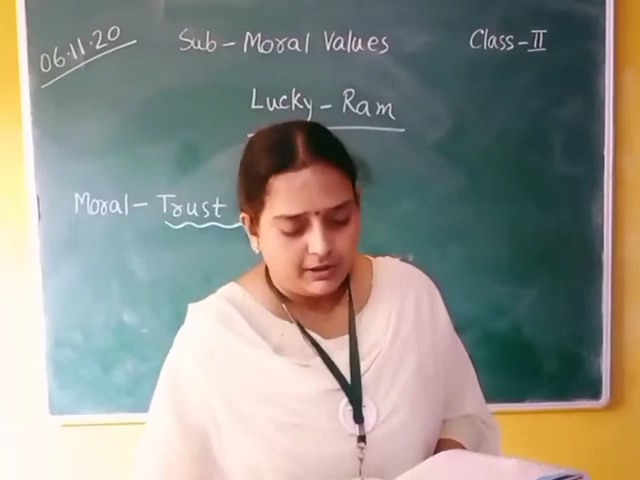 06.11.20 Sub - Moral Values Class - II
Lucky - Ram
Moral - Trust